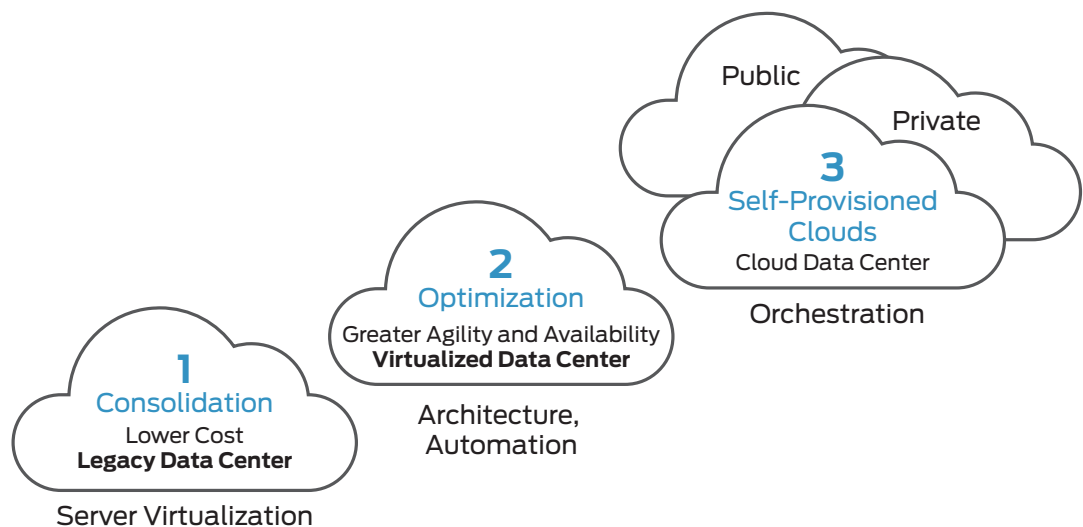 1
Consolidation
Lower Cost
Legacy Data Center
Server Virtualization
2
Optimization
Greater Agility and Availability
Virtualized Data Center
Architecture,
Automation
Public
Private
3
Self-Provisioned
Clouds
Cloud Data Center
Orchestration